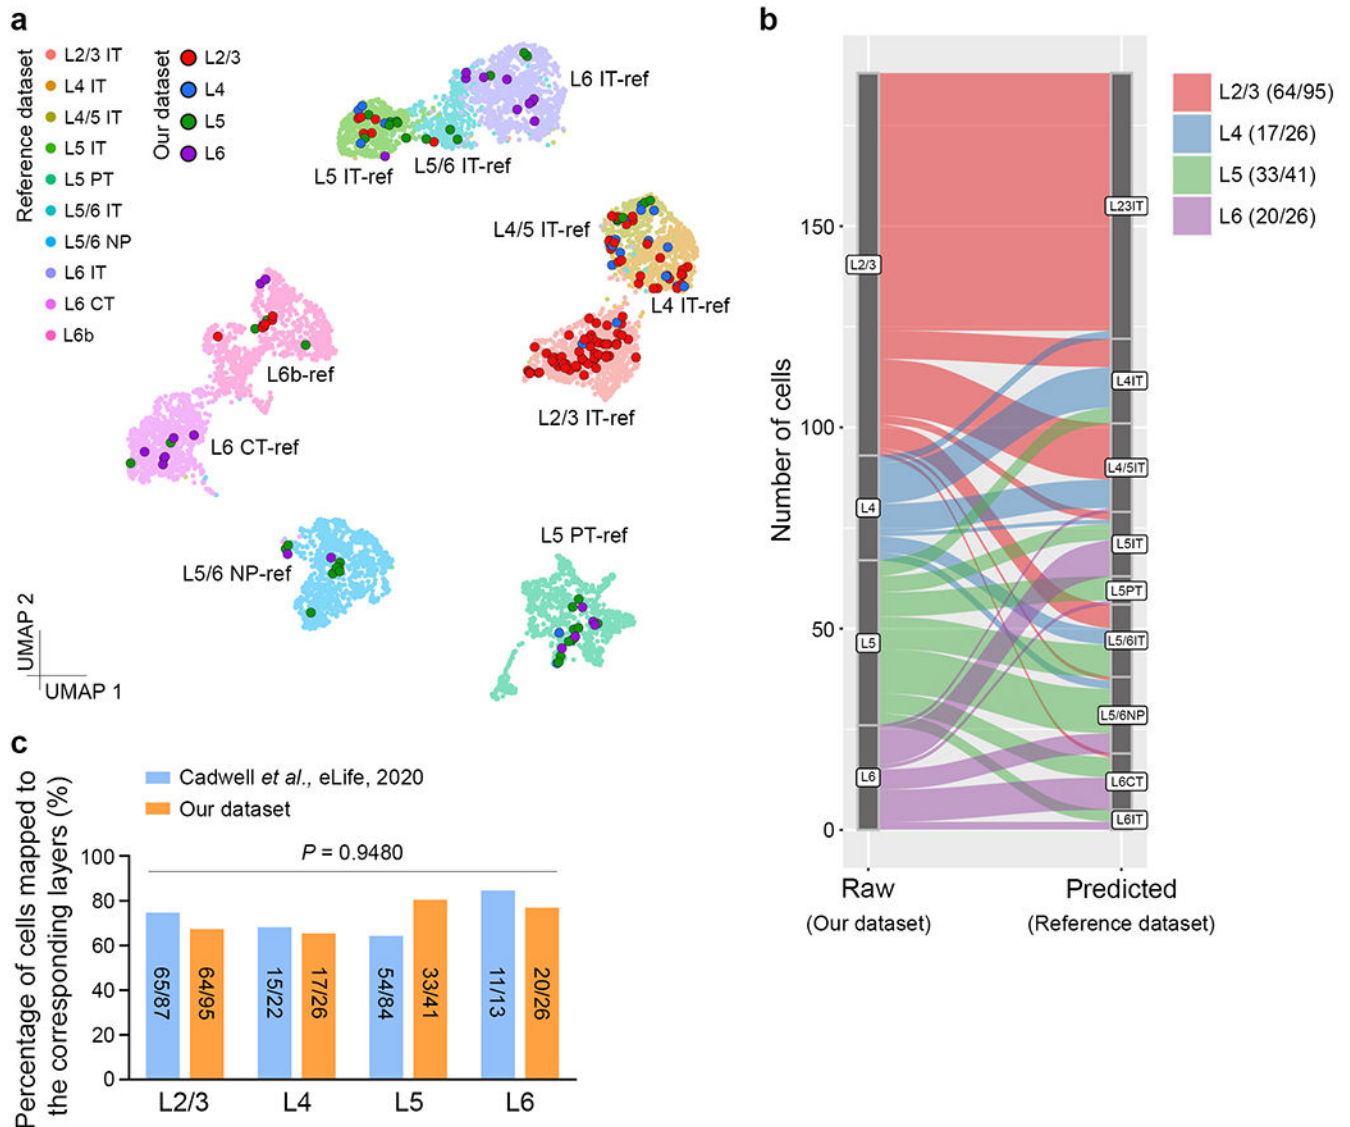 a
Reference dataset
L2/3 IT
L4 IT
L4/5 IT
L5 IT
L5 PT
L5/6 IT
L5/6 NP
L6 IT
L6 CT
L6b
Our dataset
L2/3
L4
L5
L6
L6 IT-ref
L5 IT-ref
L5/6 IT-ref
L4/5 IT-ref
L4 IT-ref
L2/3 IT-ref
L6b-ref
L6 CT-ref
L5/6 NP-ref
L5 PT-ref
UMAP 2
UMAP 1
b
Number of cells
150
100
50
0
L2/3
L4
L5
L6
L23IT
L4IT
L4/5IT
L5IT
L5PT
L5/6IT
L5/6NP
L6CT
L6IT
Raw
(Our dataset)
Predicted
(Reference dataset)
L2/3 (64/95)
L4 (17/26)
L5 (33/41)
L6 (20/26)
c
Cadwell et al., eLife, 2020
Our dataset
Percentage of cells mapped to
the corresponding layers (%)
P = 0.9480
100
80
60
40
20
0
65/87
64/95
15/22
17/26
54/84
33/41
11/13
20/26
L2/3
L4
L5
L6